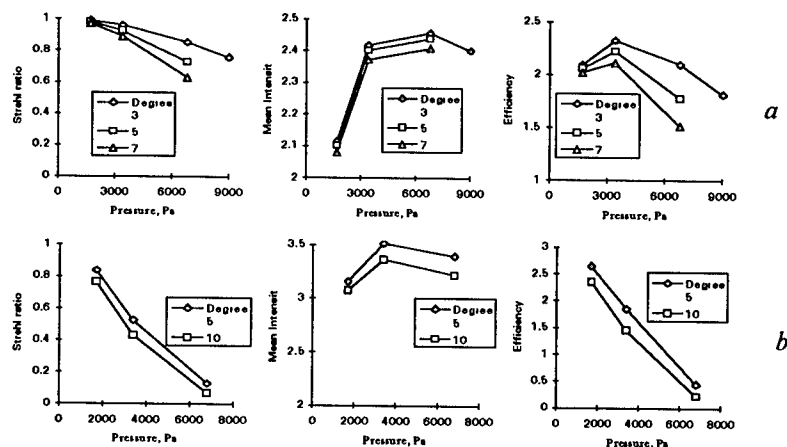 Strehl ratio
1
0.8
0.6
0.4
0.2
0
0 3000 6000 9000
Pressure, Pa
Degree
3
5
7
Mean Intensit
2.5
2.4
2.3
2.2
2.1
2
0 3000 6000 9000
Pressure, Pa
Degree
3
5
7
Efficiency
2.5
2
1.5
1
0 3000 6000 9000
Pressure, Pa
Degree
3
5
7
a
Strehl ratio
1
0.8
0.6
0.4
0.2
0
0 2000 4000 6000 8000
Pressure, Pa
Degree
5
10
Mean Intensit
3.5
3
2.5
2
0 2000 4000 6000 8000
Pressure, Pa
Degree
5
10
Efficiency
3
2.5
2
1.5
1
0.5
0
0 2000 4000 6000 8000
Pressure, Pa
Degree
5
10
b